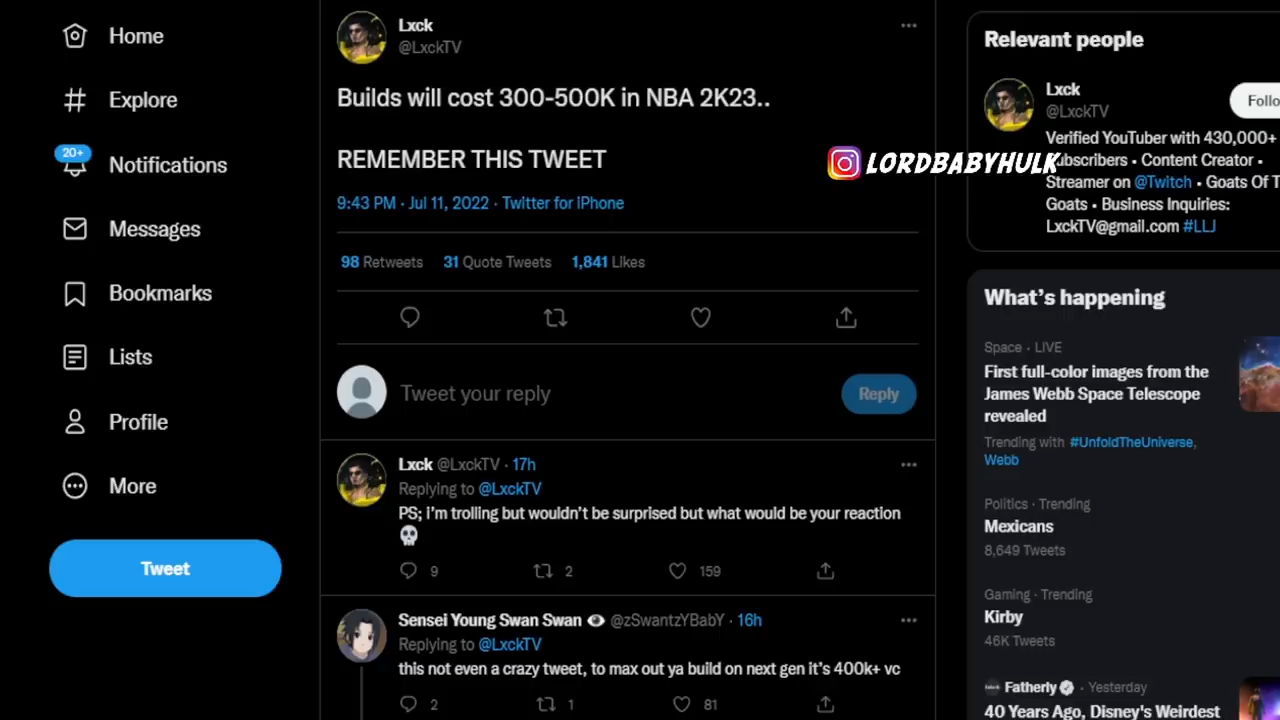 Home
Explore
20+
Notifications
Messages
Bookmarks
Lists
Profile
More
Tweet
Lxck
@LxckTV
Builds will cost 300-500K in NBA 2K23..
REMEMBER THIS TWEET
9:43 PM · Jul 11, 2022 · Twitter for iPhone
98 Retweets 31 Quote Tweets 1,841 Likes
Tweet your reply
Reply
Lxck @LxckTV · 17h
Replying to @LxckTV
PS; i'm trolling but wouldn't be surprised but what would be your reaction
9 2 159
Sensei Young Swan Swan @zSwantzYBabY · 16h
Replying to @LxckTV
this not even a crazy tweet, to max out ya build on next gen it's 400k+ vc
2 1 81
LORDBABYHULK
Relevant people
Lxck
@LxckTV
Follo
Verified YouTuber with 430,000+
ubscribers • Content Creator •
Streamer on @Twitch • Goats Of T
Goats • Business Inquiries:
LxckTV@gmail.com #LLJ
What's happening
Space · LIVE
First full-color images from the
James Webb Space Telescope
revealed
Trending with #UnfoldTheUniverse,
Webb
Politics · Trending
Mexicans
8,649 Tweets
Gaming · Trending
Kirby
46K Tweets
Fatherly · Yesterday
40 Years Ago, Disney's Weirdest